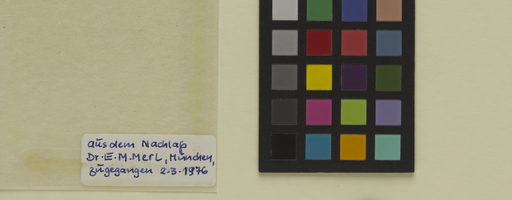 aus dem Nachlaß
Dr. E. M. Merl, München,
zugegangen 2.3.1976